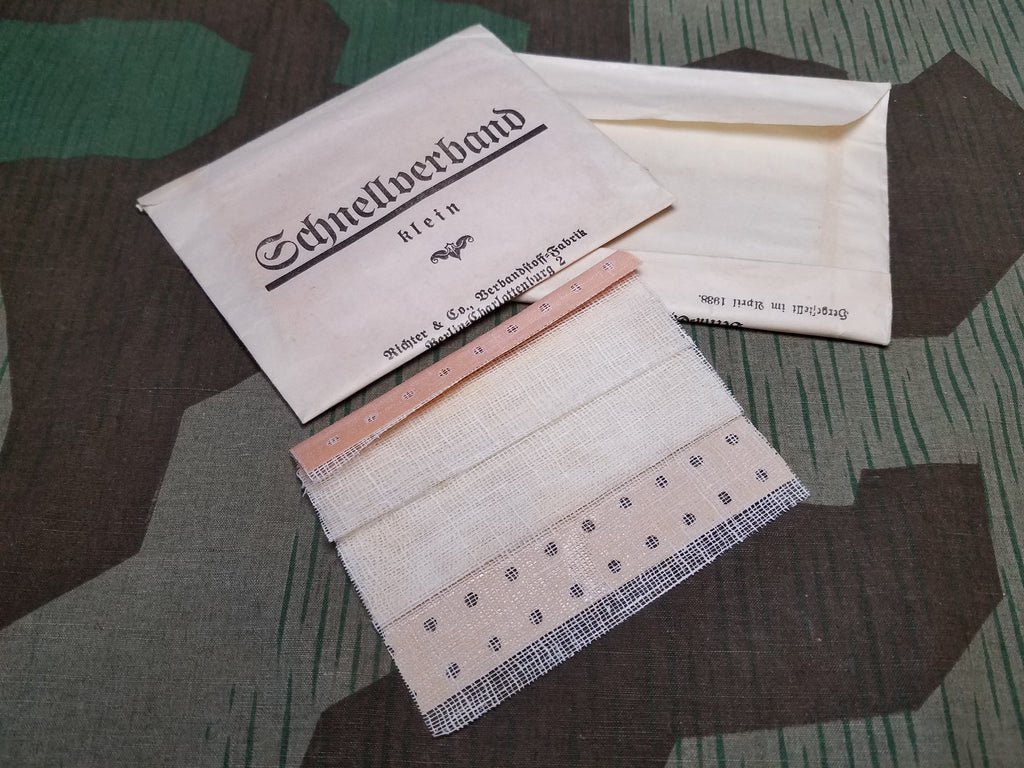 Schnellverband
klein
Richter & Co., Verbandstoff-Fabrik
Berlin-Charlottenburg 2
Hergestellt im April 1938.